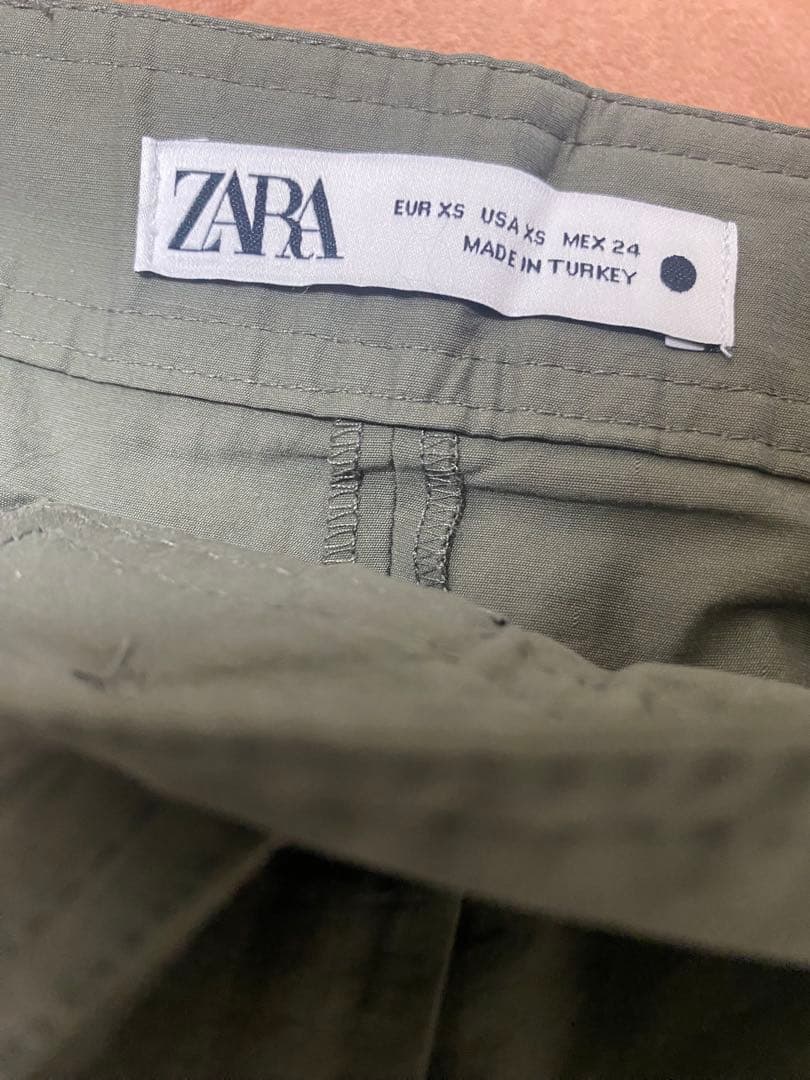 ZARA
EUR XS USA XS MEX 24
MADE IN TURKEY